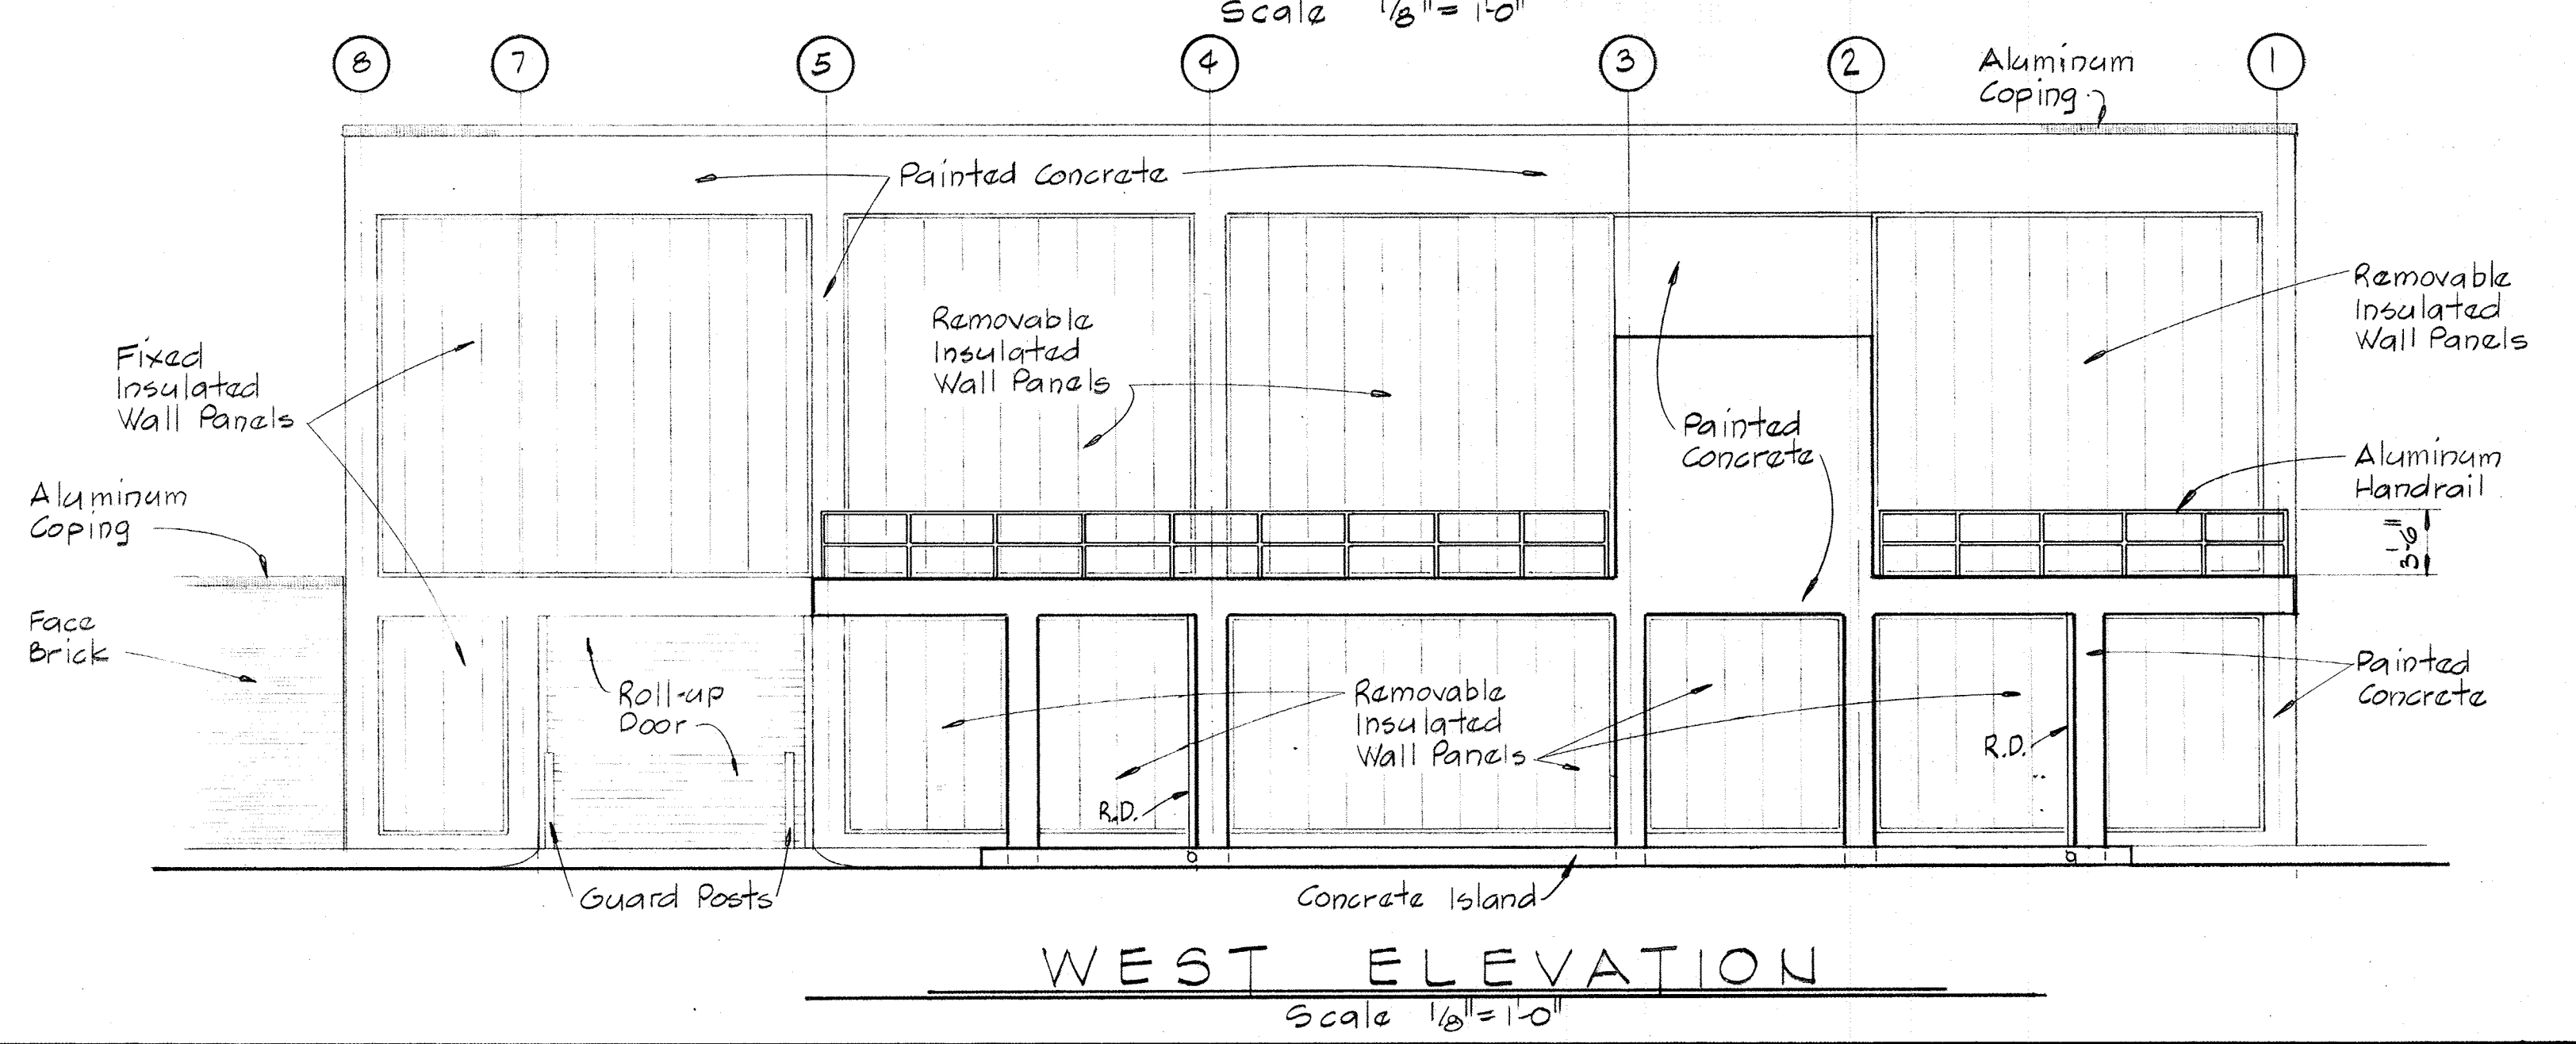 Scale 1/8"=1'-0"
8 7 5 4 3 2 1
Aluminum
Coping
Painted Concrete
Removable
Insulated
Wall Panels
Removable
Insulated
Wall Panels
Fixed
Insulated
Wall Panels
Painted
Concrete
Aluminum
Handrail
3'-6"
Aluminum
Coping
Face
Brick
Roll-up
Door
Removable
Insulated
Wall Panels
R.D.
R.D.
Painted
Concrete
Guard Posts
Concrete Island
WEST ELEVATION
Scale 1/8"=1'-0"